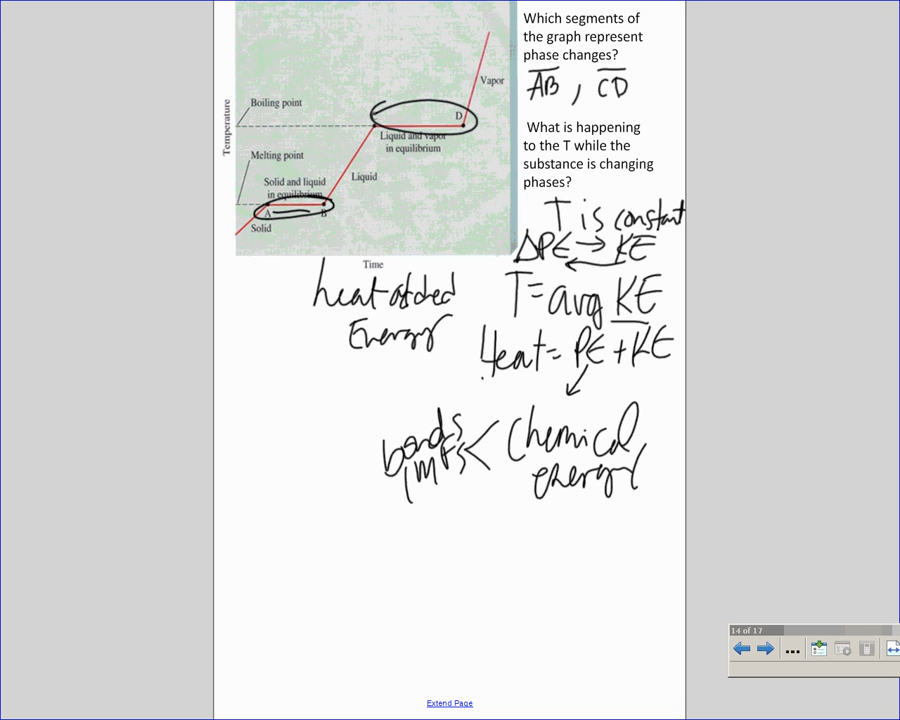 Which segments of
the graph represent
phase changes?
AB , CD
What is happening
to the T while the
substance is changing
phases?
T is constant
ΔPE → KE
T = avg KE
Heat = PE + KE
Chemical
energy
bonds
IMFs
<
heat added
Energy
Temperature
Boiling point
Melting point
Solid and liquid
in equilibrium
A
B
Solid
Liquid
Liquid and vapor
in equilibrium
D
Vapor
Time
14 of 17
Extend Page